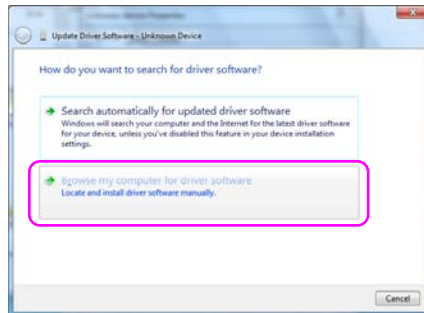 Update Driver Software - Unknown Device
How do you want to search for driver software?
Search automatically for updated driver software
Windows will search your computer and the Internet for the latest driver software
for your device, unless you've disabled this feature in your device installation
settings.
Browse my computer for driver software
Locate and install driver software manually.
Cancel